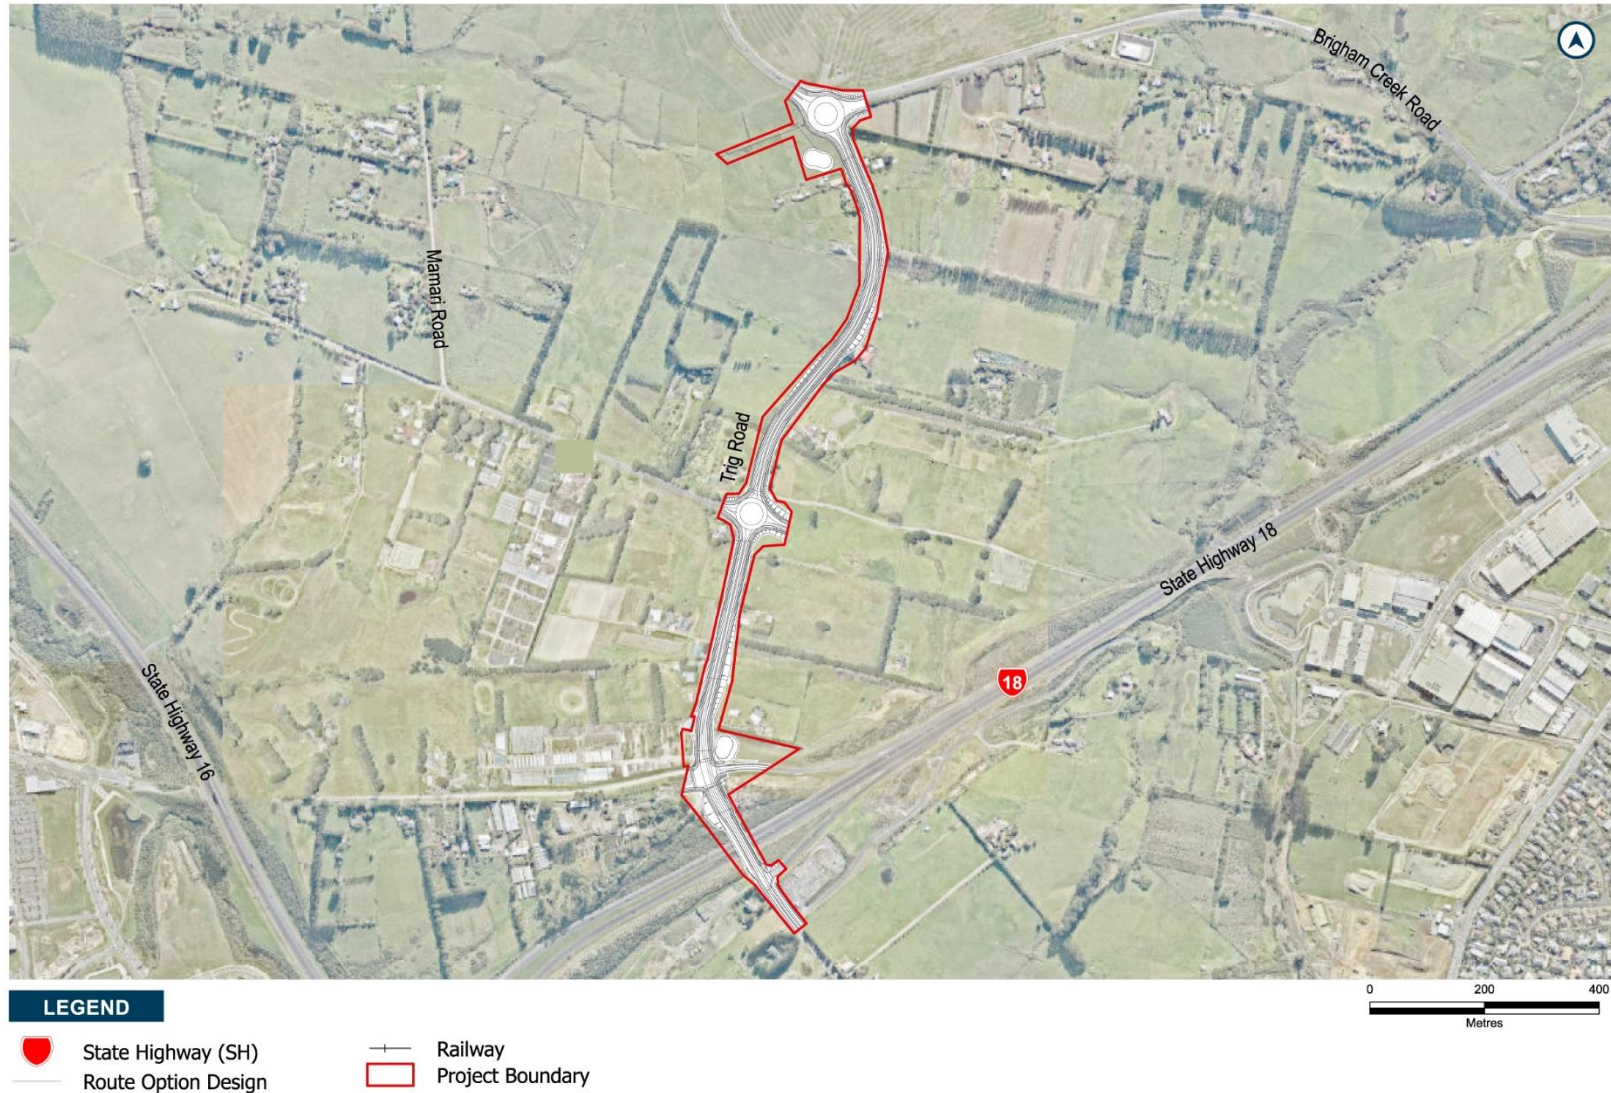 Brigham Creek Road
Mamari Road
Trig Road
State Highway 18
18
State Highway 16
0 200 400
Metres
LEGEND
State Highway (SH)
Route Option Design
Railway
Project Boundary